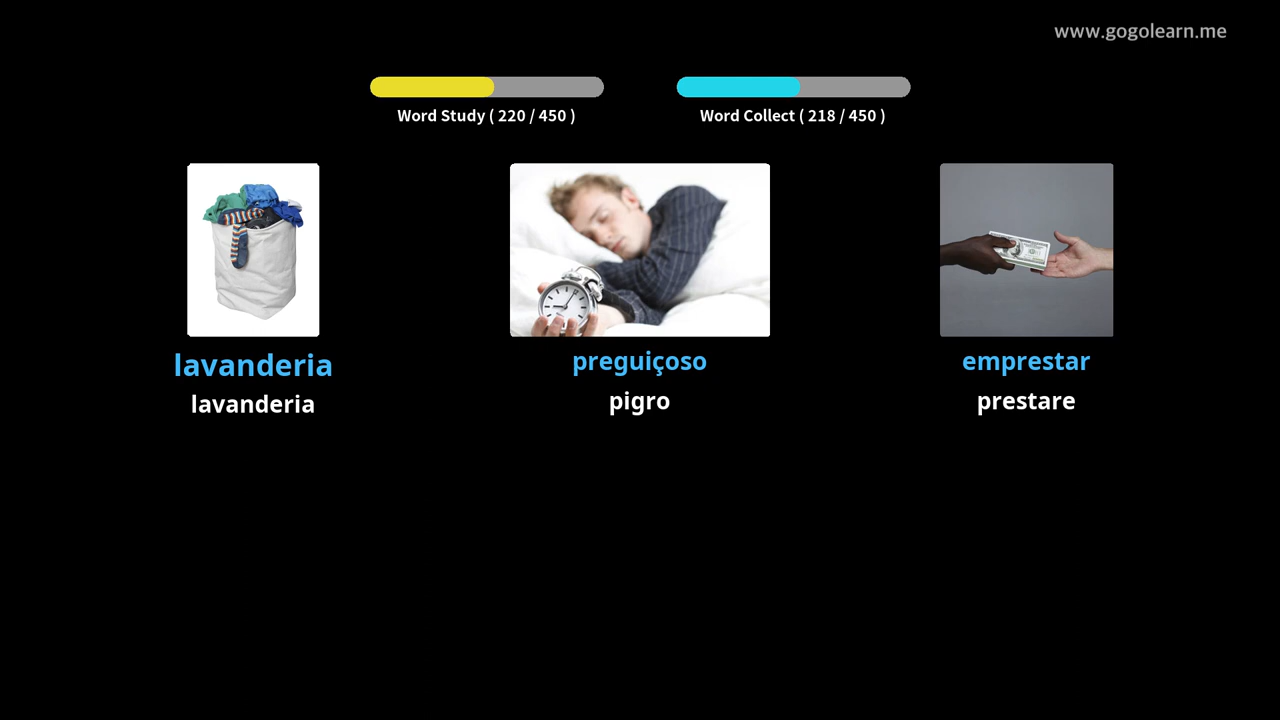 www.gogolearn.me
Word Study ( 220 / 450 )
Word Collect ( 218 / 450 )
lavanderia
lavanderia
preguiçoso
pigro
emprestar
prestare